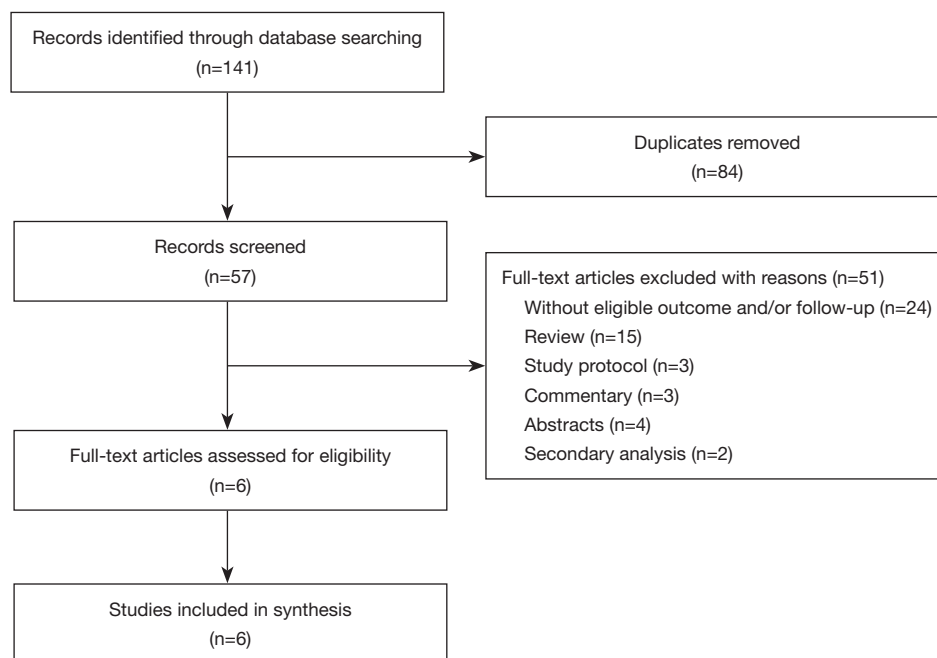 Records identified through database searching
(n=141)
Duplicates removed
(n=84)
Records screened
(n=57)
Full-text articles excluded with reasons (n=51)
Without eligible outcome and/or follow-up (n=24)
Review (n=15)
Study protocol (n=3)
Commentary (n=3)
Abstracts (n=4)
Secondary analysis (n=2)
Full-text articles assessed for eligibility
(n=6)
Studies included in synthesis
(n=6)